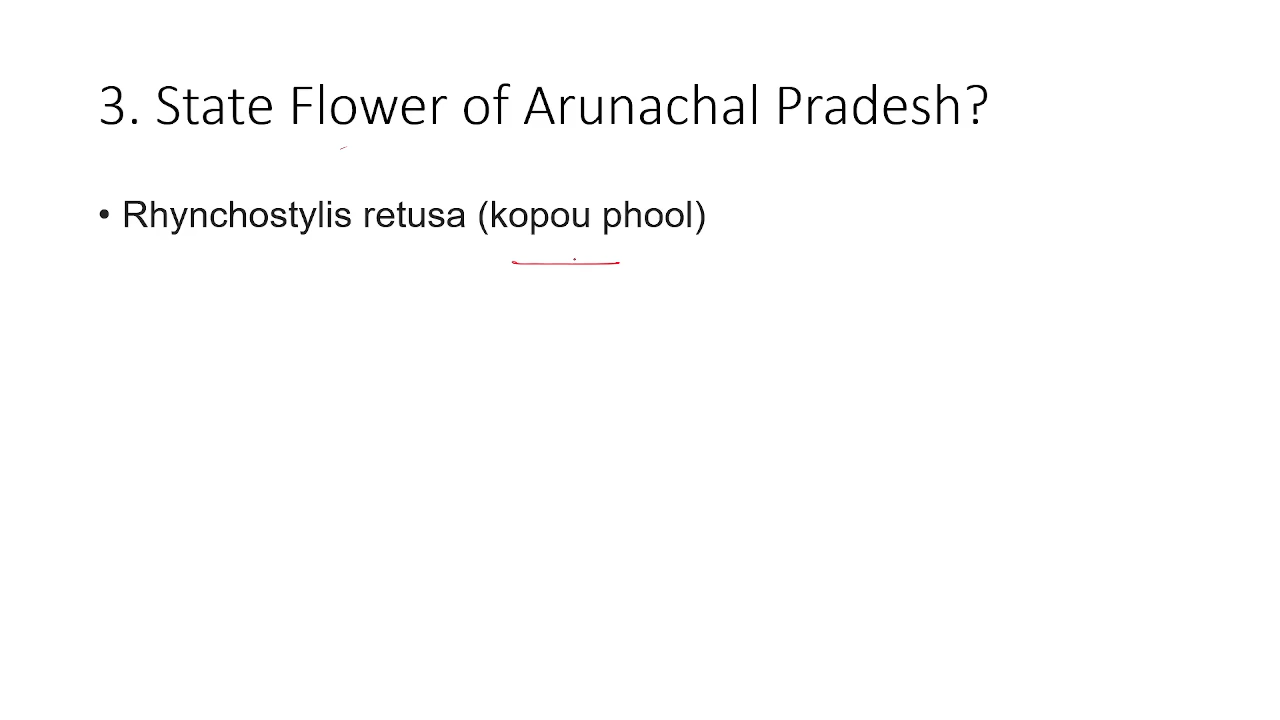 3. State Flower of Arunachal Pradesh?
• Rhynchostylis retusa (kopou phool)